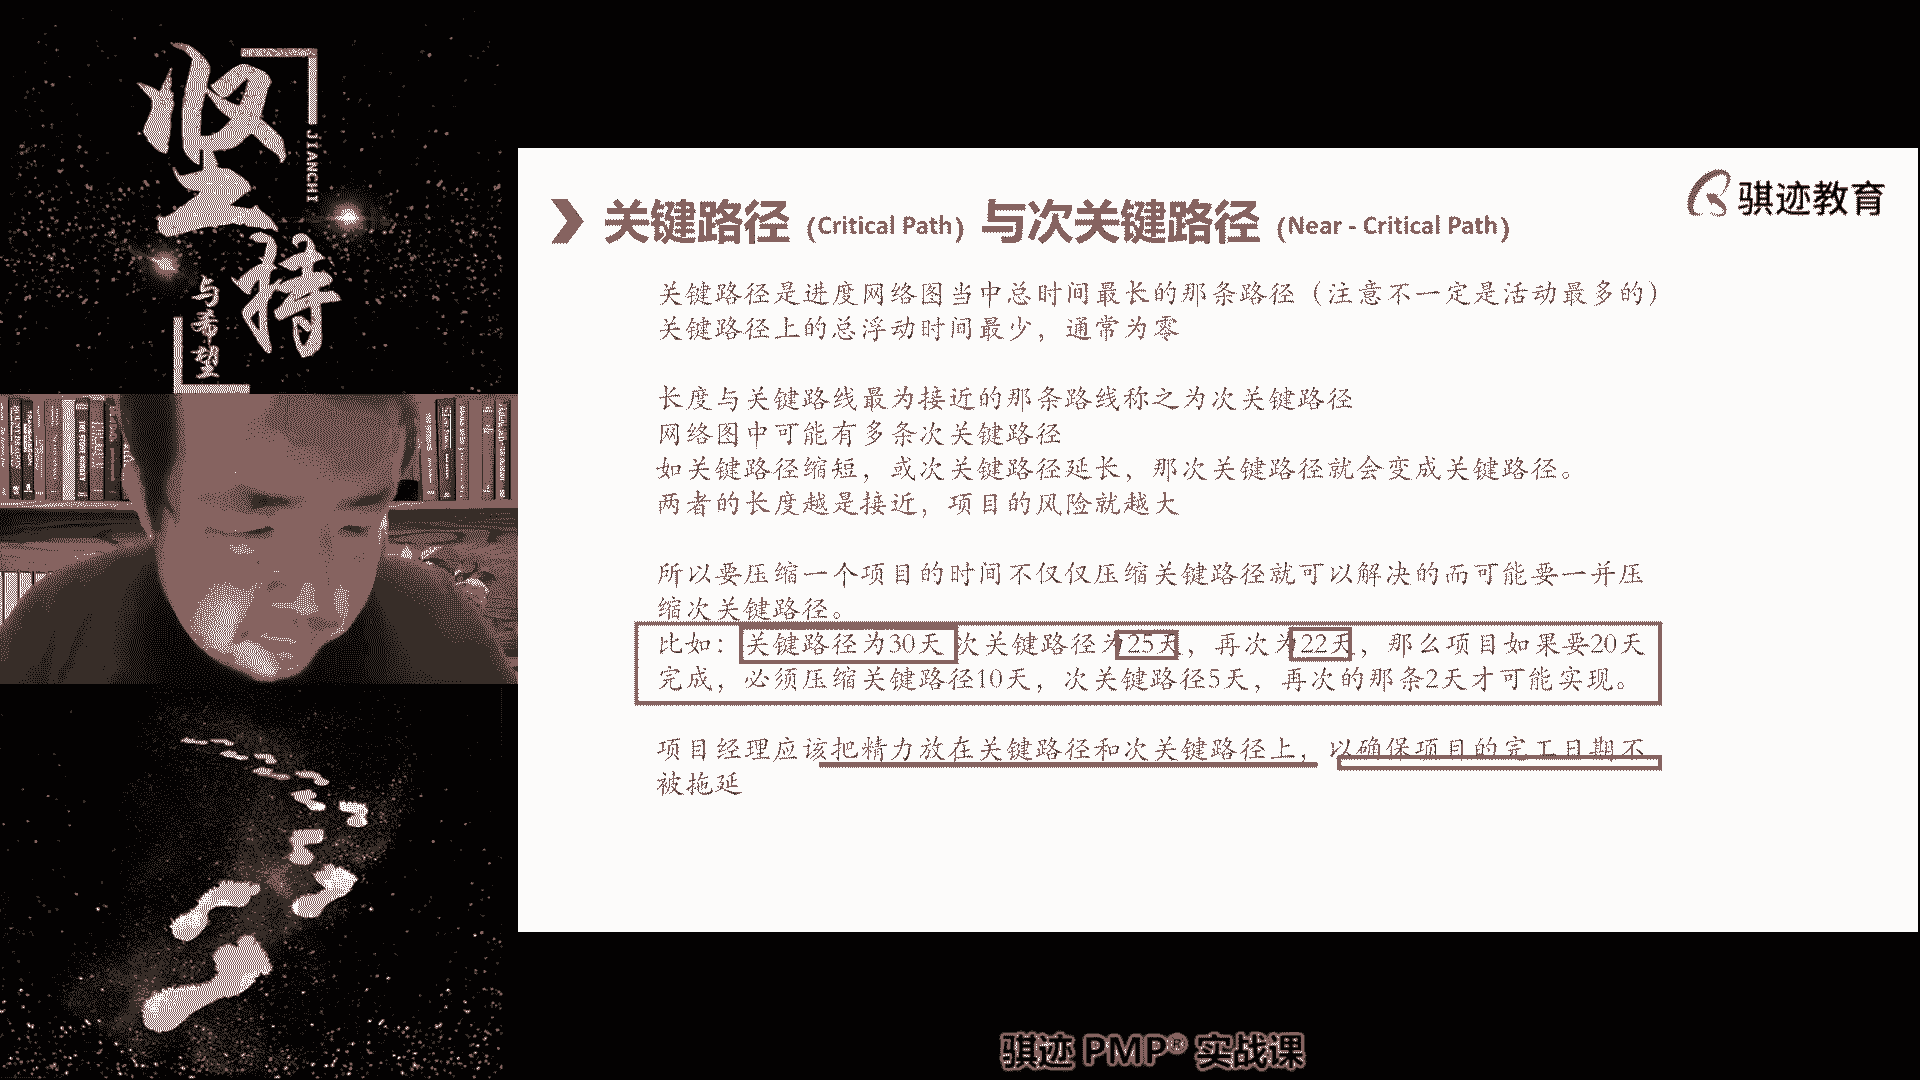 坚持
JIANCHI
与希望
骐迹教育
关键路径 (Critical Path) 与次关键路径 (Near - Critical Path)
关键路径是进度网络图当中总时间最长的那条路径（注意不一定是活动最多的）
关键路径上的总浮动时间最少，通常为零
长度与关键路线最为接近的那条路线称之为次关键路径
网络图中可能有多条次关键路径
如关键路径缩短，或次关键路径延长，那次关键路径就会变成关键路径。
两者的长度越是接近，项目的风险就越大
所以要压缩一个项目的时间不仅仅压缩关键路径就可以解决的而可能要一并压
缩次关键路径。
比如：关键路径为30天 次关键路径为25天，再次为22天，那么项目如果要20天
完成，必须压缩关键路径10天，次关键路径5天，再次的那条2天才可能实现。
项目经理应该把精力放在关键路径和次关键路径上，以确保项目的完工日期不
被拖延
骐迹 PMP® 实战课